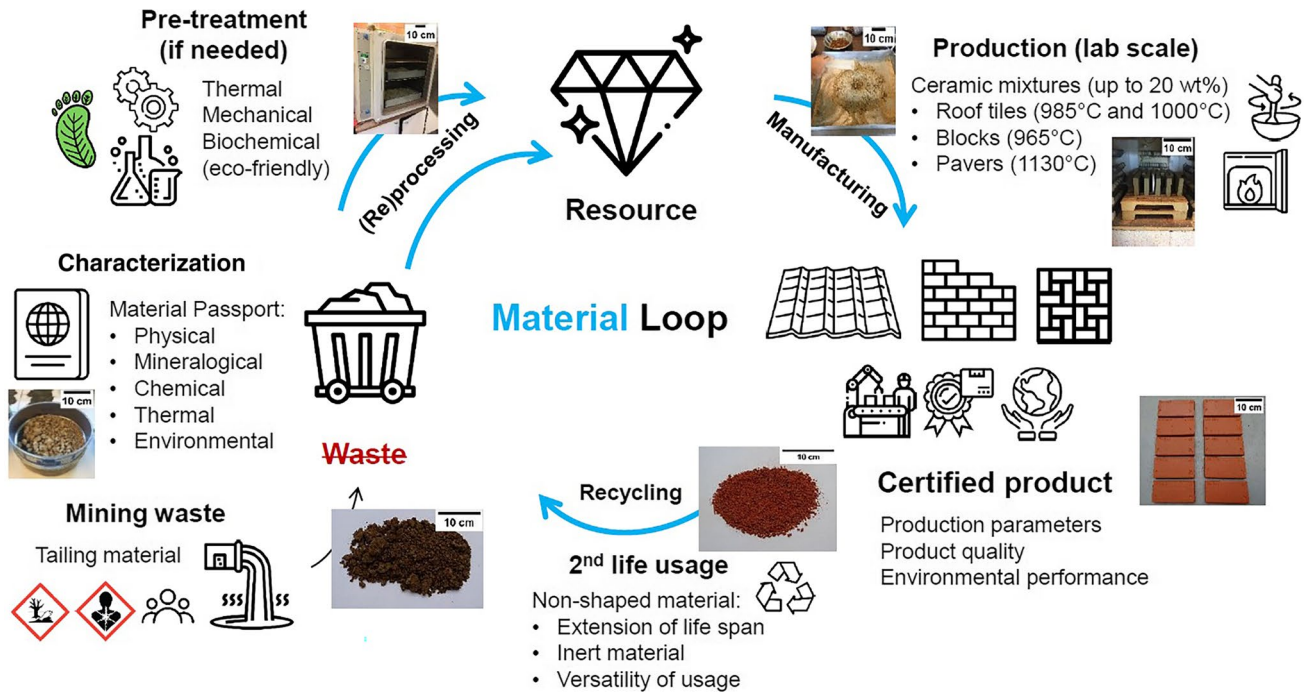 Pre-treatment
(if needed)
Thermal
Mechanical
Biochemical
(eco-friendly)
10 cm
(Re)processing
Resource
Manufacturing
10 cm
Production (lab scale)
Ceramic mixtures (up to 20 wt%)
• Roof tiles (985°C and 1000°C)
• Blocks (965°C)
• Pavers (1130°C)
10 cm
Characterization
Material Passport:
• Physical
• Mineralogical
• Chemical
• Thermal
• Environmental
10 cm
Material Loop
Waste
Mining waste
Tailing material
10 cm
Recycling
10 cm
2nd life usage
Non-shaped material:
• Extension of life span
• Inert material
• Versatility of usage
Certified product
Production parameters
Product quality
Environmental performance
10 cm